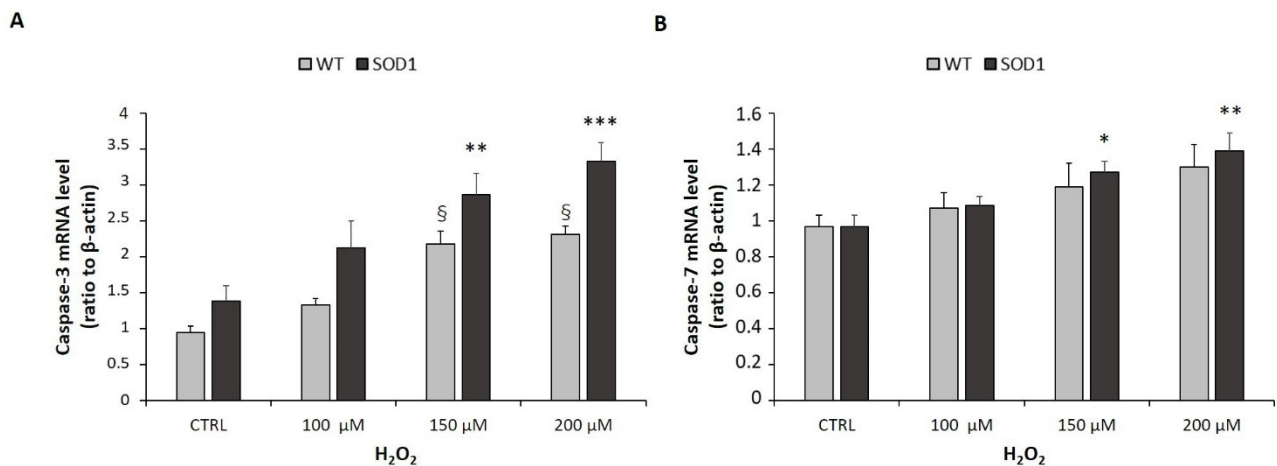 A
WT SOD1
Caspase-3 mRNA level
(ratio to β-actin)
4
3.5
3
2.5
2
1.5
1
0.5
0
§
**
§
***
CTRL
100 μM
150 μM
200 μM
H₂O₂
B
WT SOD1
Caspase-7 mRNA level
(ratio to β-actin)
1.6
1.4
1.2
1
0.8
0.6
0.4
0.2
0
*
**
CTRL
100 μM
150 μM
200 μM
H₂O₂